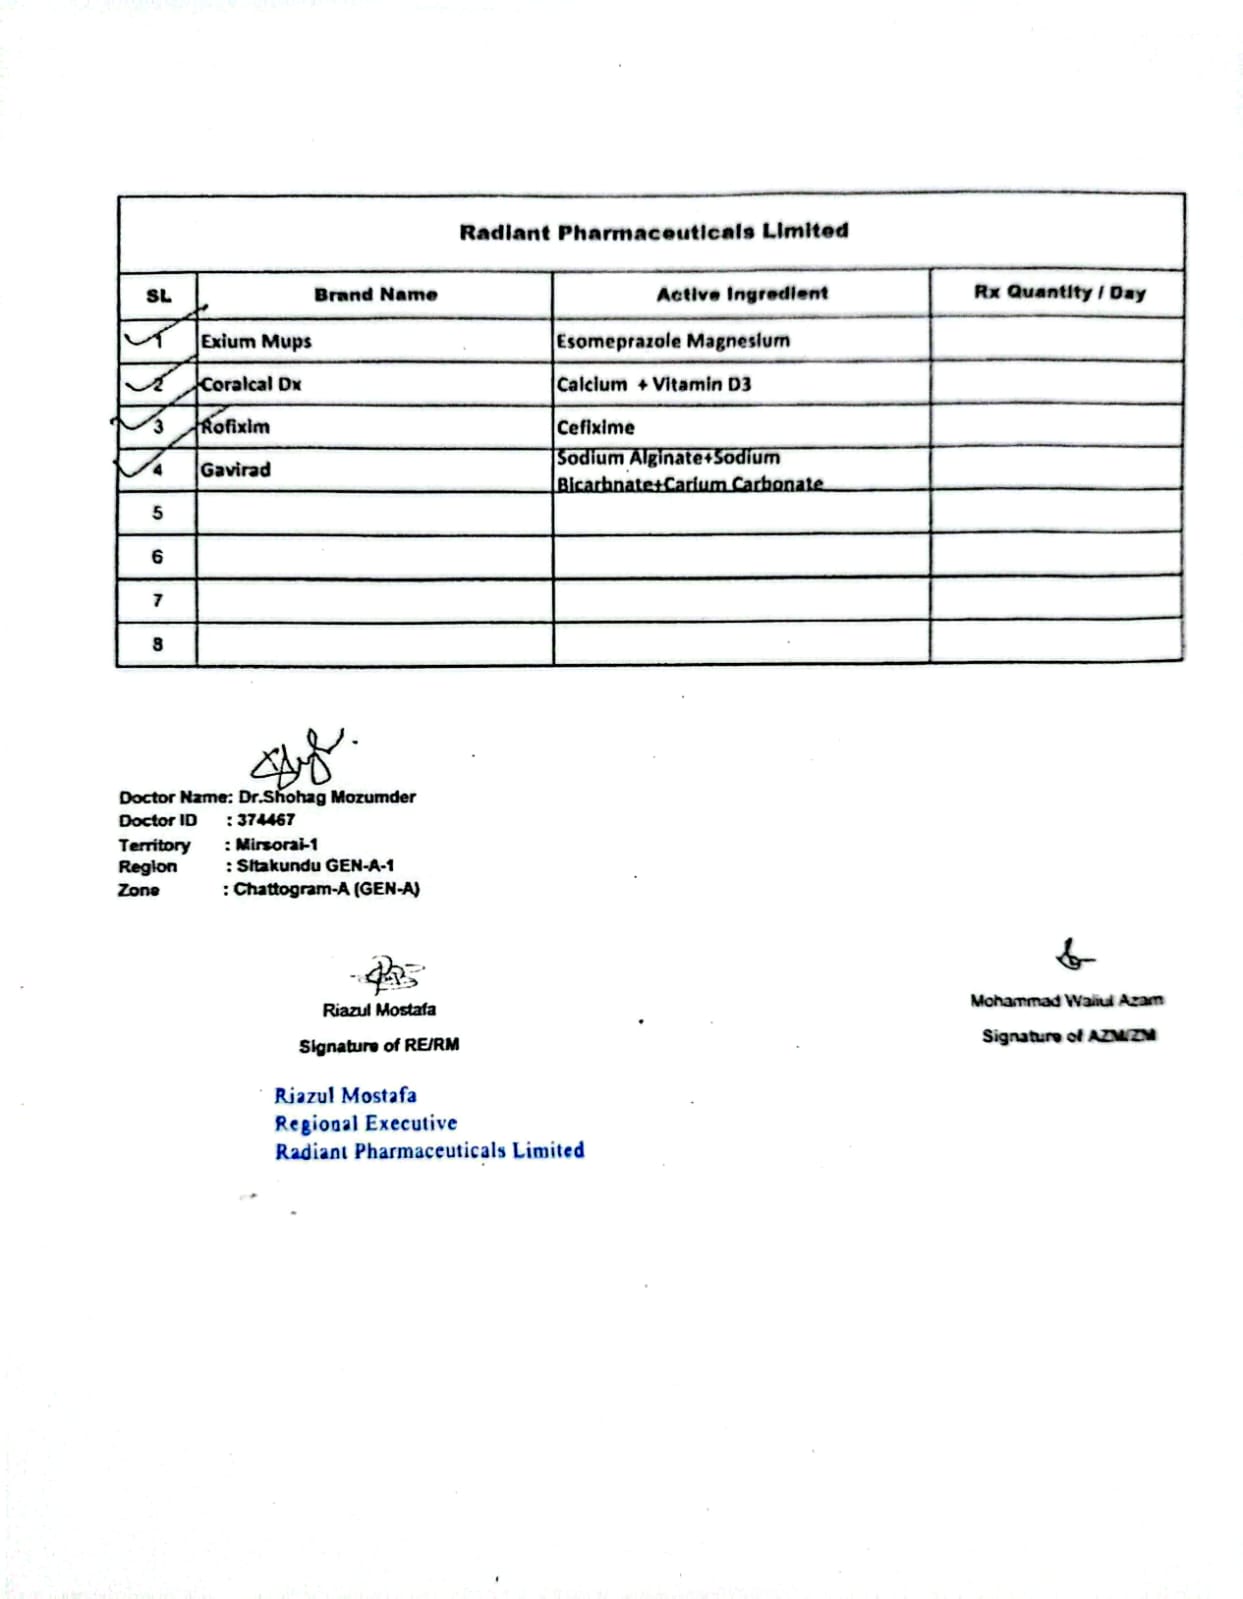 Radiant Pharmaceuticals Limited
SL Brand Name Active Ingredient Rx Quantity / Day
1 Exium Mups Esomeprazole Magnesium
2 Coralcal Dx Calcium + Vitamin D3
3 Rofixim Cefixime
4 Gavirad Sodium Alginate+Sodium
Bicarbnate+Carium Carbonate
5
6
7
8
Doctor Name: Dr.Shohag Mozumder
Doctor ID : 374467
Territory : Mirsorai-1
Region : Sitakundu GEN-A-1
Zone : Chattogram-A (GEN-A)
Riazul Mostafa
Signature of RE/RM
Mohammad Waliul Azam
Signature of AZM/ZM
Riazul Mostafa
Regional Executive
Radiant Pharmaceuticals Limited